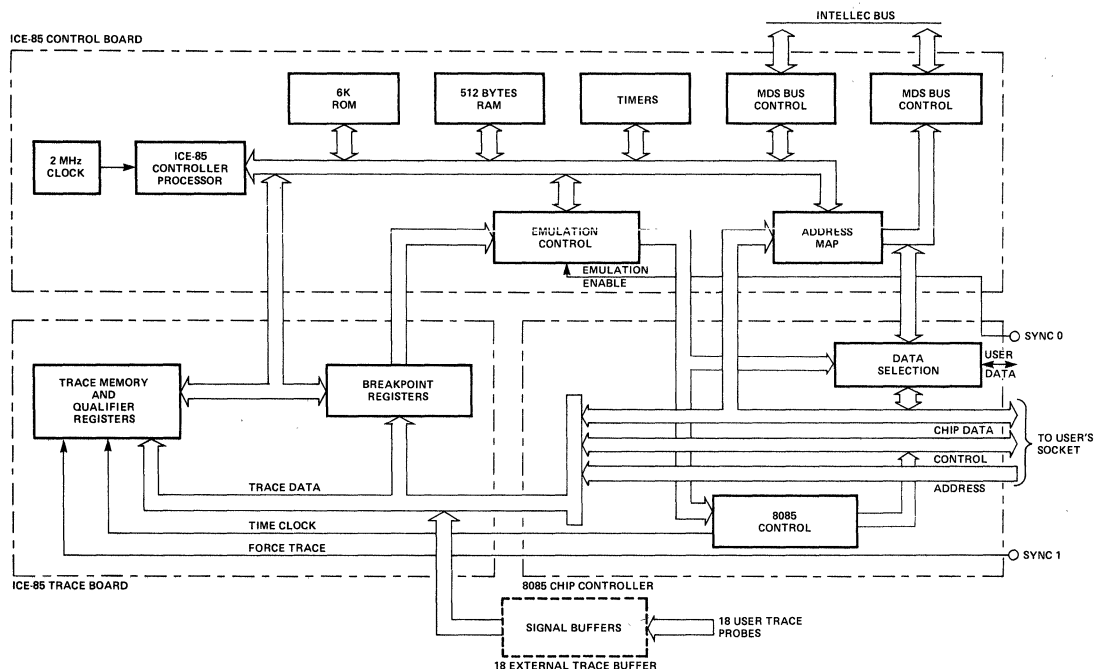 INTELLEC BUS
ICE-85 CONTROL BOARD
6K
ROM
512 BYTES
RAM
TIMERS
MDS BUS
CONTROL
MDS BUS
CONTROL
2 MHz
CLOCK
ICE-85
CONTROLLER
PROCESSOR
EMULATION
CONTROL
ADDRESS
MAP
EMULATION
ENABLE
SYNC 0
TRACE MEMORY
AND
QUALIFIER
REGISTERS
BREAKPOINT
REGISTERS
DATA
SELECTION
USER
DATA
CHIP DATA
CONTROL
ADDRESS
TO USER'S
SOCKET
TRACE DATA
TIME CLOCK
FORCE TRACE
8085
CONTROL
SYNC 1
ICE-85 TRACE BOARD
8085 CHIP CONTROLLER
SIGNAL BUFFERS
18 USER TRACE
PROBES
18 EXTERNAL TRACE BUFFER